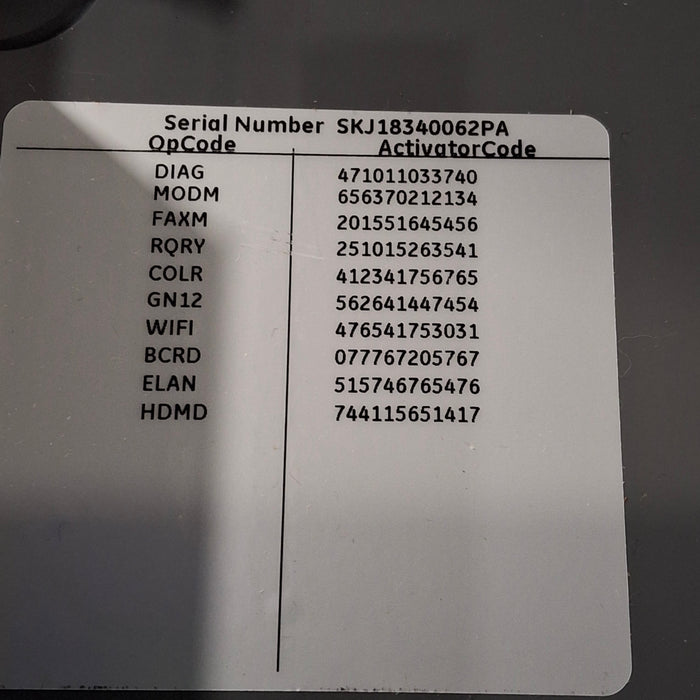 Serial Number SKJ18340062PA
OpCode ActivatorCode
DIAG 471011033740
MODM 656370212134
FAXM 201551645456
RQRY 251015263541
COLR 412341756765
GN12 562641447454
WIFI 476541753031
BCRD 077767205767
ELAN 515746765476
HDMD 744115651417